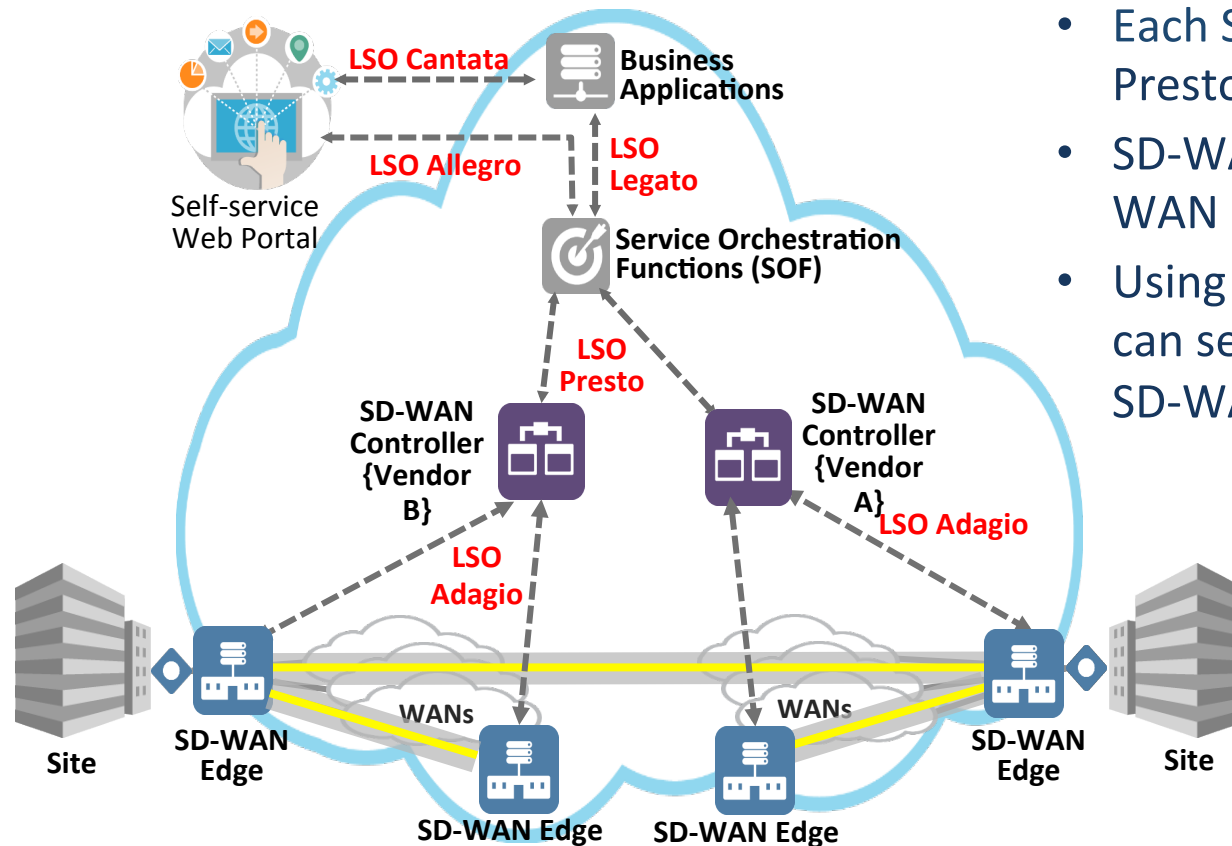 LSO Cantata
Business
Applications
LSO Allegro
LSO
Legato
Self-service
Web Portal
Service Orchestration
Functions (SOF)
LSO
Presto
SD-WAN
Controller
{Vendor
B}
SD-WAN
Controller
{Vendor
A}
LSO Adagio
LSO
Adagio
WANs
WANs
Site
SD-WAN
Edge
SD-WAN Edge
SD-WAN Edge
SD-WAN
Edge
Site
• Each S
Presto
• SD-WA
WAN
• Using
can se
SD-WA